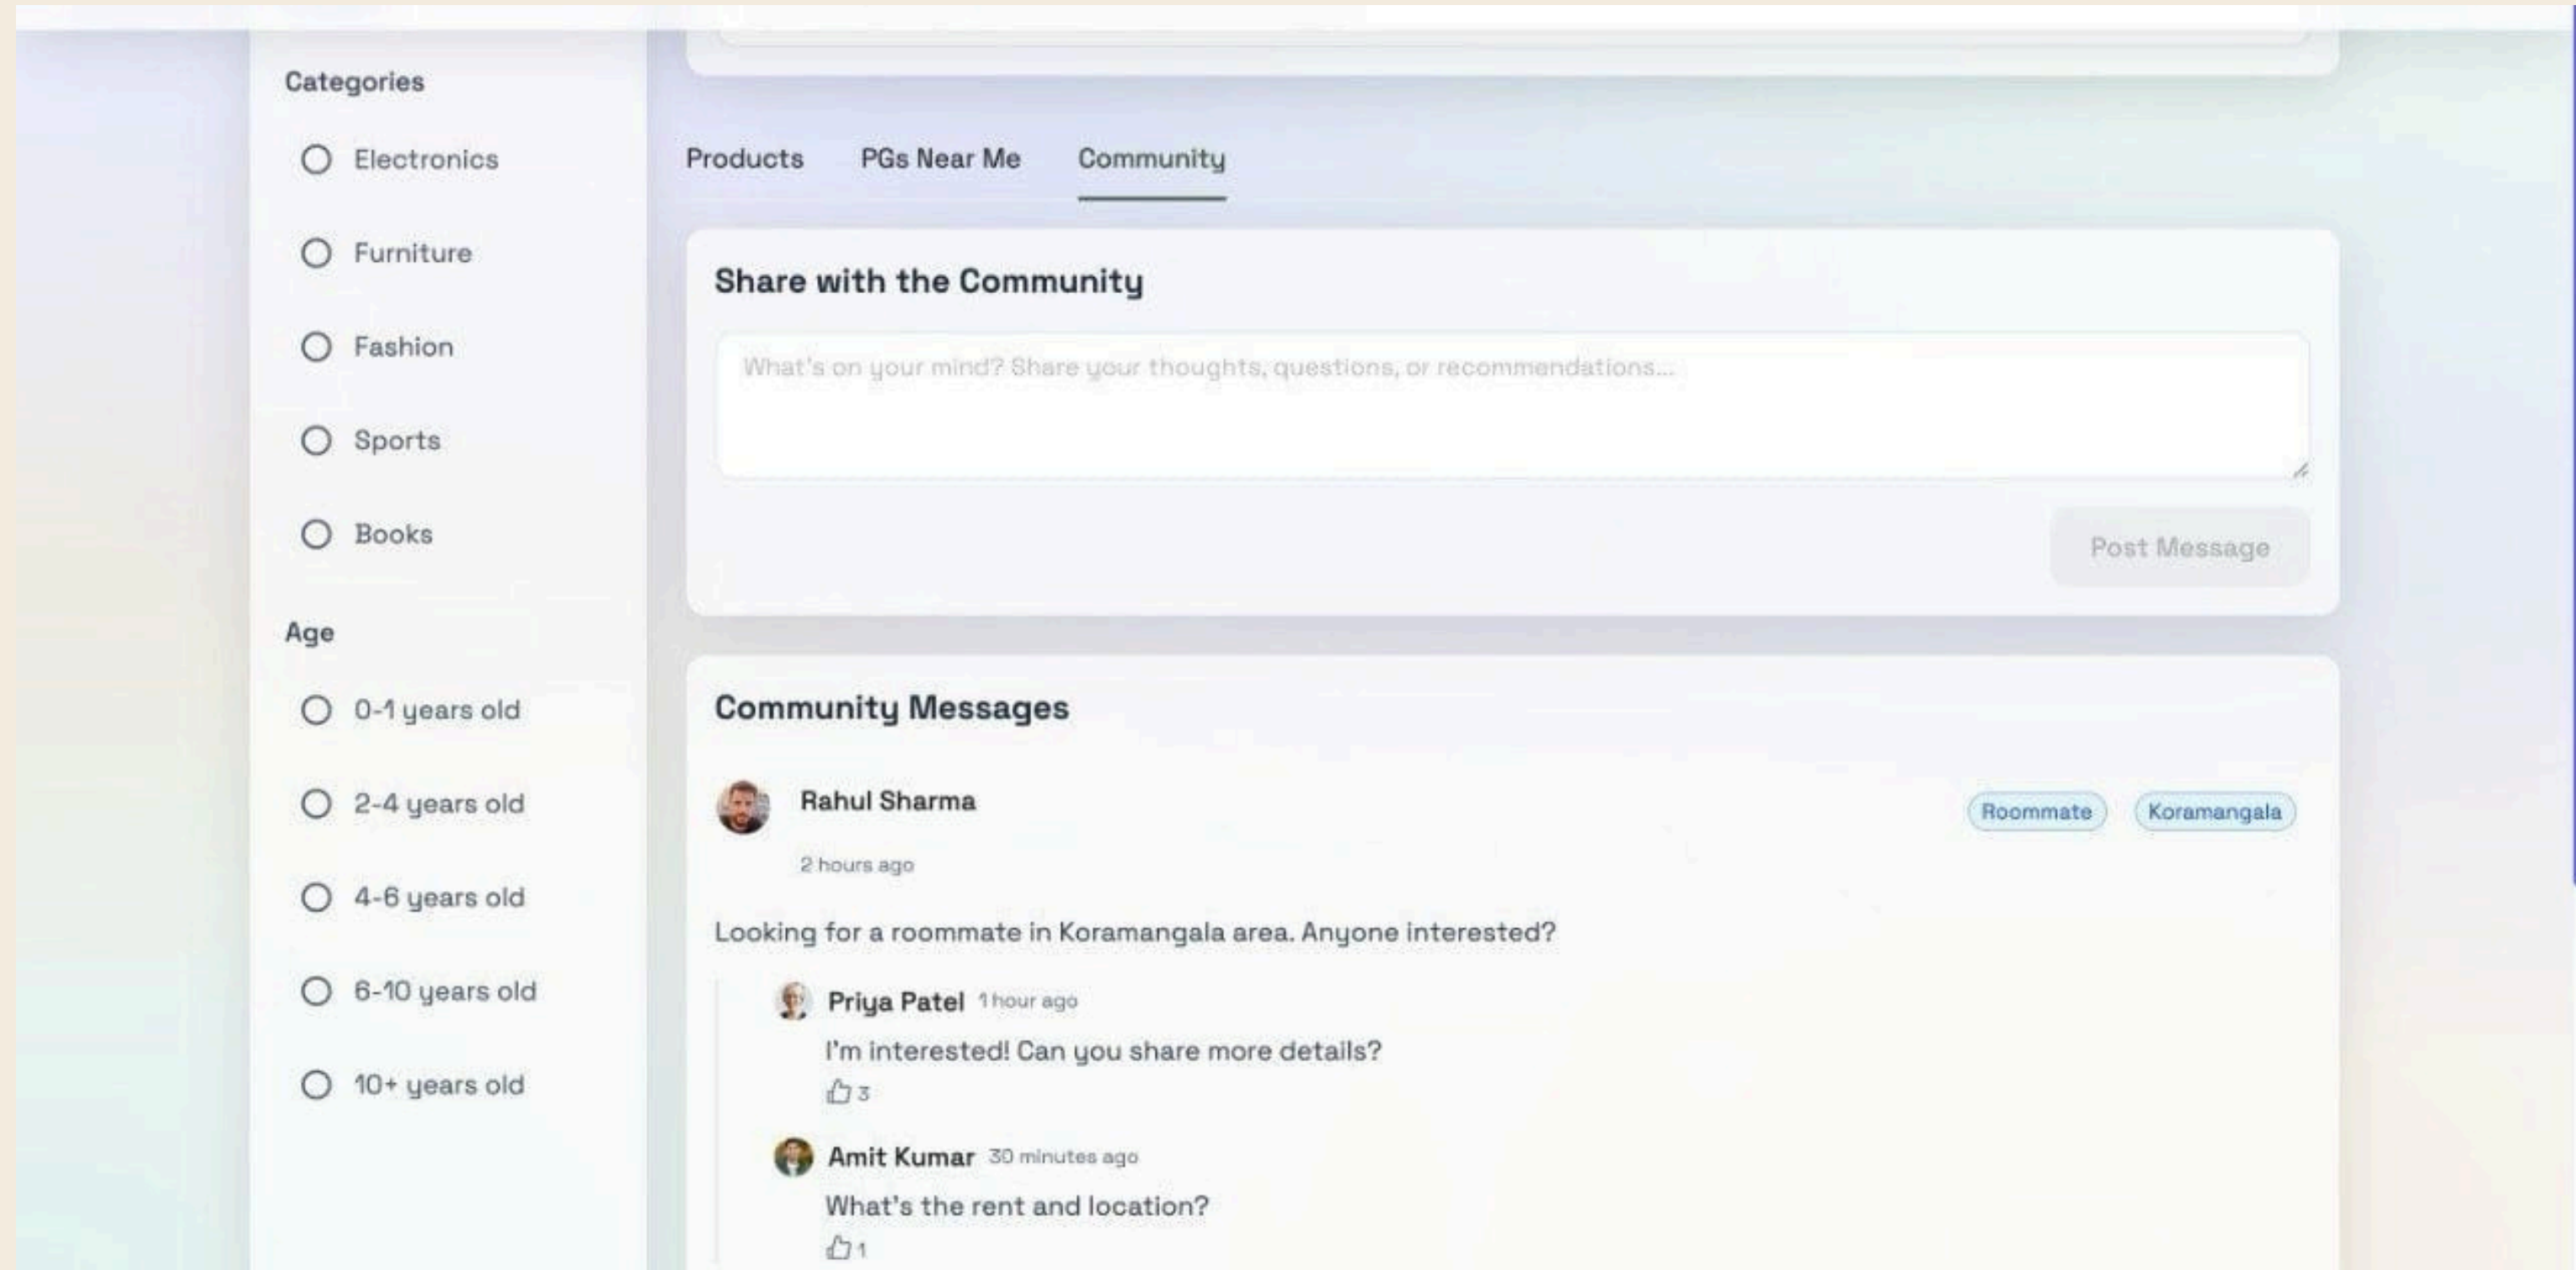 Categories
Electronics
Furniture
Fashion
Sports
Books
Age
0-1 years old
2-4 years old
4-6 years old
6-10 years old
10+ years old
Products
PGs Near Me
Community
Share with the Community
What's on your mind? Share your thoughts, questions, or recommendations...
Post Message
Community Messages
Rahul Sharma
Roommate
Koramangala
2 hours ago
Looking for a roommate in Koramangala area. Anyone interested?
Priya Patel 1 hour ago
I'm interested! Can you share more details?
3
Amit Kumar 30 minutes ago
What's the rent and location?
1